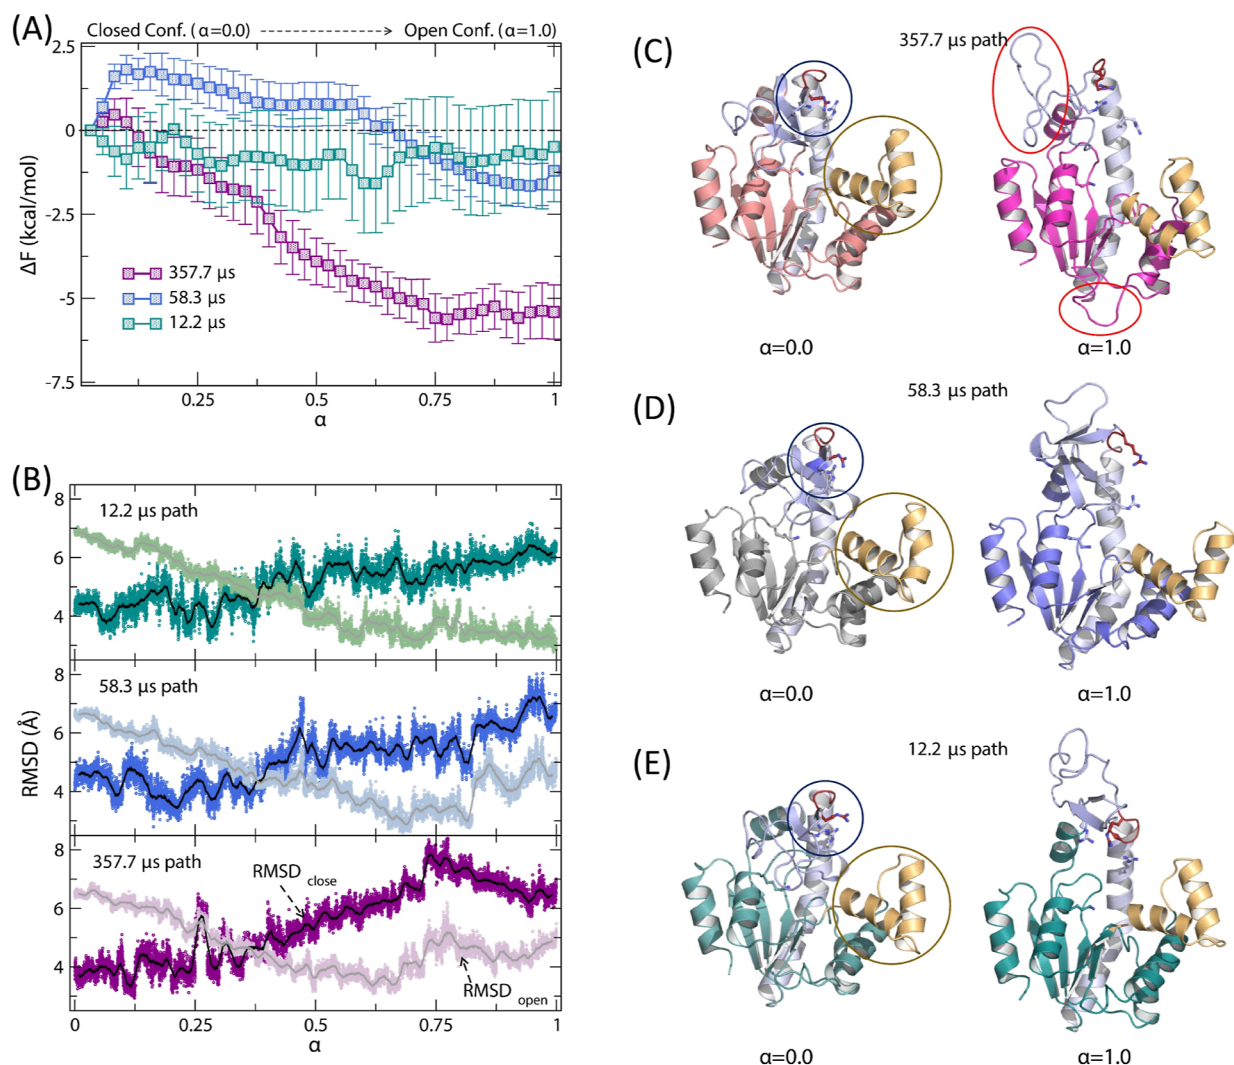 (A)
Closed Conf. (α=0.0) Open Conf. (α=1.0)
2.5
0
-2.5
-5
-7.5
ΔF (kcal/mol)
357.7 μs
58.3 μs
12.2 μs
0.25 0.5 0.75 1
α
(B)
12.2 μs path
8
6
4
58.3 μs path
8
6
4
RMSD (Å)
357.7 μs path
8
6
4
RMSD close
RMSD open
0 0.25 0.5 0.75 1
α
(C)
357.7 μs path
α=0.0 α=1.0
(D)
58.3 μs path
α=0.0 α=1.0
(E)
12.2 μs path
α=0.0 α=1.0